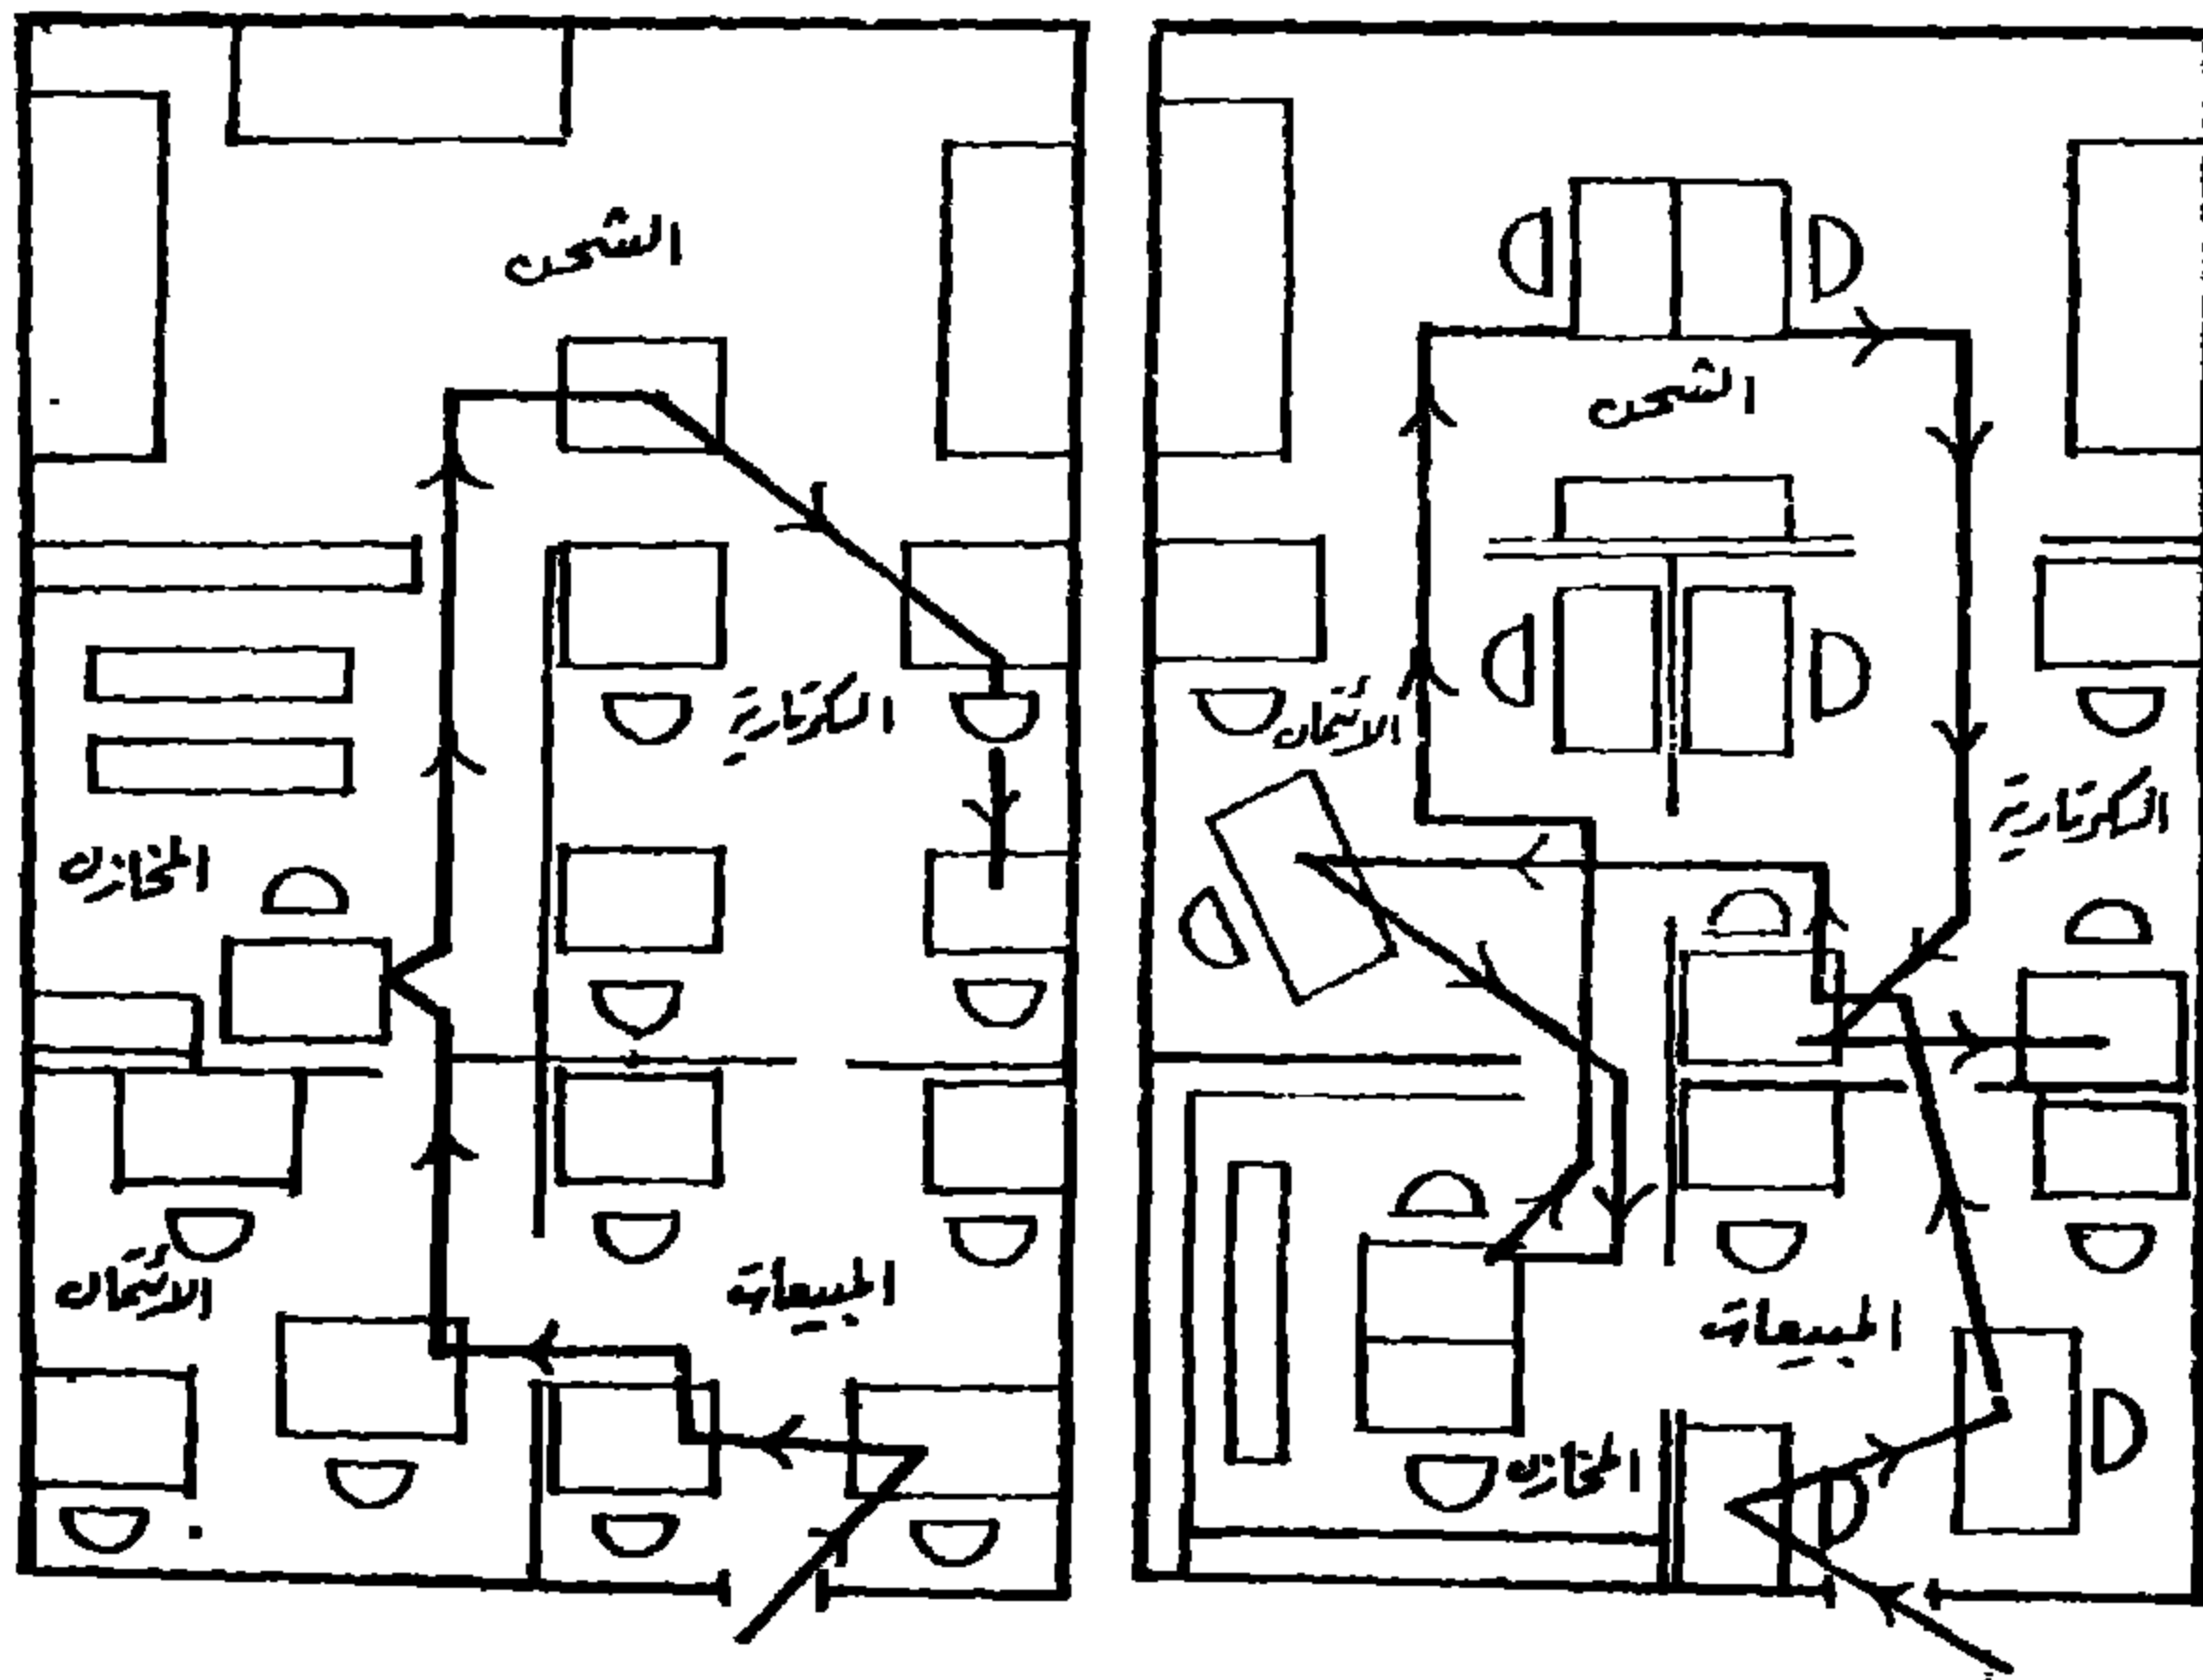 الشحن
السكرتارية
الائتمان
المبيعات
المخازن
الشحن
السكرتارية
المخازن
المبيعات
الائتمان